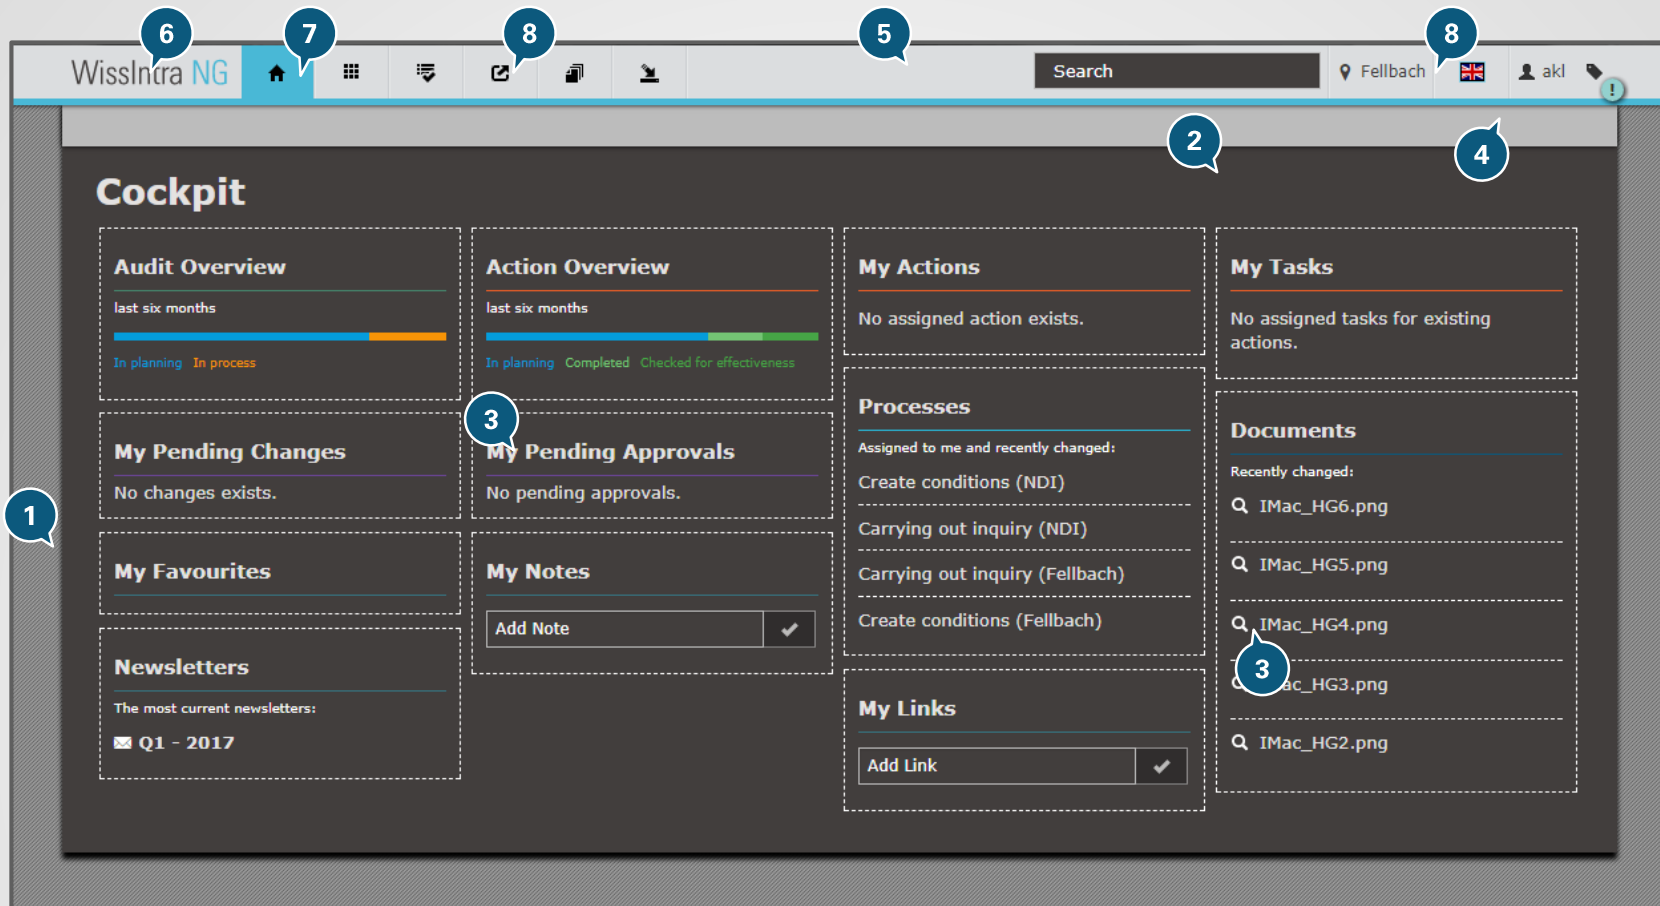 6
7
8
5
8
WissIntra NG
Search
Fellbach
akl
!
2
4
Cockpit
Audit Overview
last six months
In planning In process
Action Overview
last six months
In planning Completed Checked for effectiveness
My Actions
No assigned action exists.
My Tasks
No assigned tasks for existing
actions.
3
My Pending Changes
No changes exists.
My Pending Approvals
No pending approvals.
Processes
Assigned to me and recently changed:
Create conditions (NDI)
Carrying out inquiry (NDI)
Carrying out inquiry (Fellbach)
Create conditions (Fellbach)
Documents
Recently changed:
IMac_HG6.png
IMac_HG5.png
IMac_HG4.png
3
ac_HG3.png
IMac_HG2.png
1
My Favourites
My Notes
Add Note
Newsletters
The most current newsletters:
Q1 - 2017
My Links
Add Link